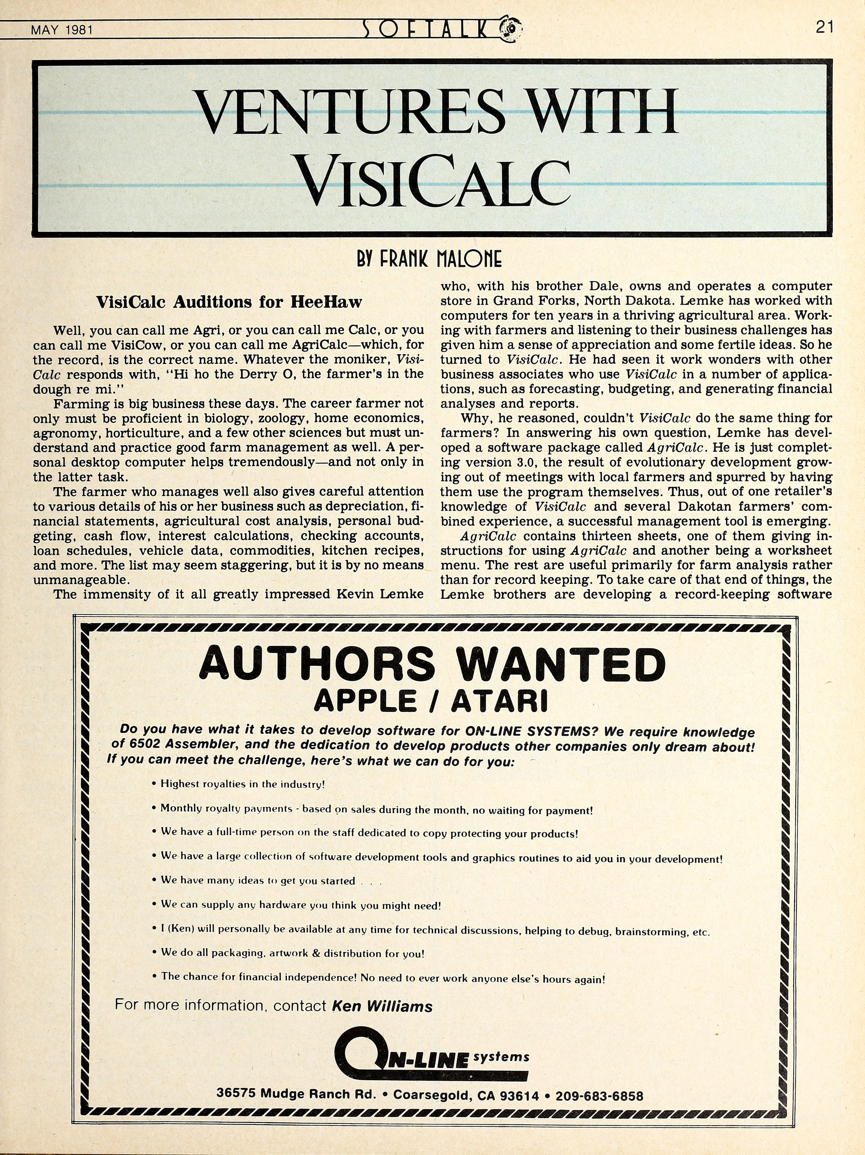 MAY 1981
SOFTALK
21
VENTURES WITH
VISICALC
BY FRANK MALONE
VisiCalc Auditions for HeeHaw
Well, you can call me Agri, or you can call me Calc, or you
can call me VisiCow, or you can call me AgriCalc—which, for
the record, is the correct name. Whatever the moniker, Visi-
Calc responds with, "Hi ho the Derry O, the farmer's in the
dough re mi."
Farming is big business these days. The career farmer not
only must be proficient in biology, zoology, home economics,
agronomy, horticulture, and a few other sciences but must un-
derstand and practice good farm management as well. A per-
sonal desktop computer helps tremendously—and not only in
the latter task.
The farmer who manages well also gives careful attention
to various details of his or her business such as depreciation, fi-
nancial statements, agricultural cost analysis, personal bud-
geting, cash flow, interest calculations, checking accounts,
loan schedules, vehicle data, commodities, kitchen recipes,
and more. The list may seem staggering, but it is by no means
unmanageable.
The immensity of it all greatly impressed Kevin Lemke
who, with his brother Dale, owns and operates a computer
store in Grand Forks, North Dakota. Lemke has worked with
computers for ten years in a thriving agricultural area. Work-
ing with farmers and listening to their business challenges has
given him a sense of appreciation and some fertile ideas. So he
turned to VisiCalc. He had seen it work wonders with other
business associates who use VisiCalc in a number of applica-
tions, such as forecasting, budgeting, and generating financial
analyses and reports.
Why, he reasoned, couldn't VisiCalc do the same thing for
farmers? In answering his own question, Lemke has devel-
oped a software package called AgriCalc. He is just complet-
ing version 3.0, the result of evolutionary development grow-
ing out of meetings with local farmers and spurred by having
them use the program themselves. Thus, out of one retailer's
knowledge of VisiCalc and several Dakotan farmers' com-
bined experience, a successful management tool is emerging.
AgriCalc contains thirteen sheets, one of them giving in-
structions for using AgriCalc and another being a worksheet
menu. The rest are useful primarily for farm analysis rather
than for record keeping. To take care of that end of things, the
Lemke brothers are developing a record-keeping software
AUTHORS WANTED
APPLE / ATARI
Do you have what it takes to develop software for ON-LINE SYSTEMS? We require knowledge
of 6502 Assembler, and the dedication to develop products other companies only dream about!
If you can meet the challenge, here's what we can do for you:
• Highest royalties in the industry!
• Monthly royalty payments - based on sales during the month, no waiting for payment!
• We have a full-time person on the staff dedicated to copy protecting your products!
• We have a large collection of software development tools and graphics routines to aid you in your development!
• We have many ideas to get you started . . .
• We can supply any hardware you think you might need!
• I (Ken) will personally be available at any time for technical discussions, helping to debug, brainstorming, etc.
• We do all packaging, artwork & distribution for you!
• The chance for financial independence! No need to ever work anyone else's hours again!
For more information, contact Ken Williams
ON-LINE systems
36575 Mudge Ranch Rd. • Coarsegold, CA 93614 • 209-683-6858